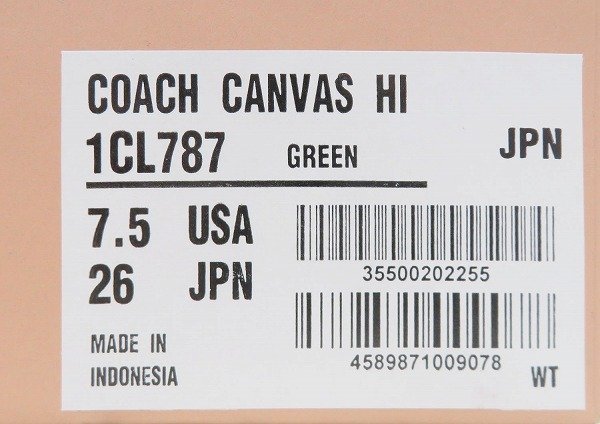 COACH CANVAS HI
1CL787 GREEN JPN
7.5 USA
26 JPN
35500202255
4589871009078
MADE IN
INDONESIA
WT